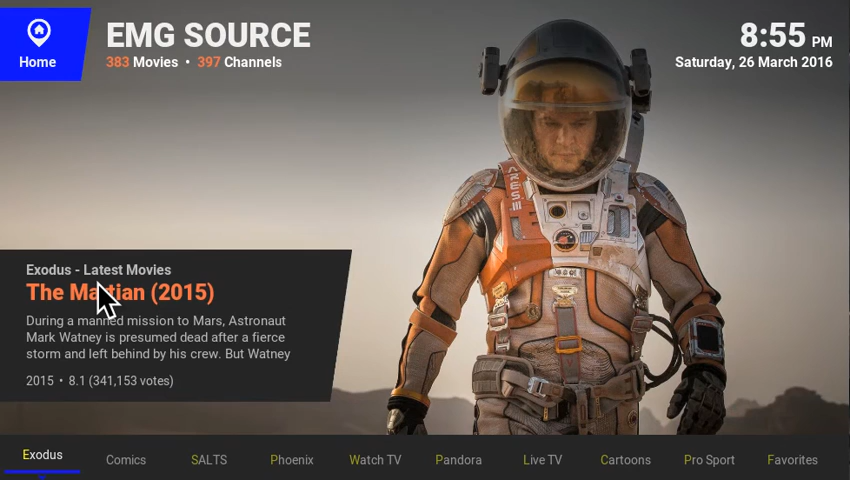 EMG SOURCE
8:55 PM
Home
383 Movies • 397 Channels
Saturday, 26 March 2016
ARES III
Exodus - Latest Movies
The Martian (2015)
During a manned mission to Mars, Astronaut
Mark Watney is presumed dead after a fierce
storm and left behind by his crew. But Watney
2015 • 8.1 (341,153 votes)
Exodus Comics SALTS Phoenix Watch TV Pandora Live TV Cartoons Pro Sport Favorites